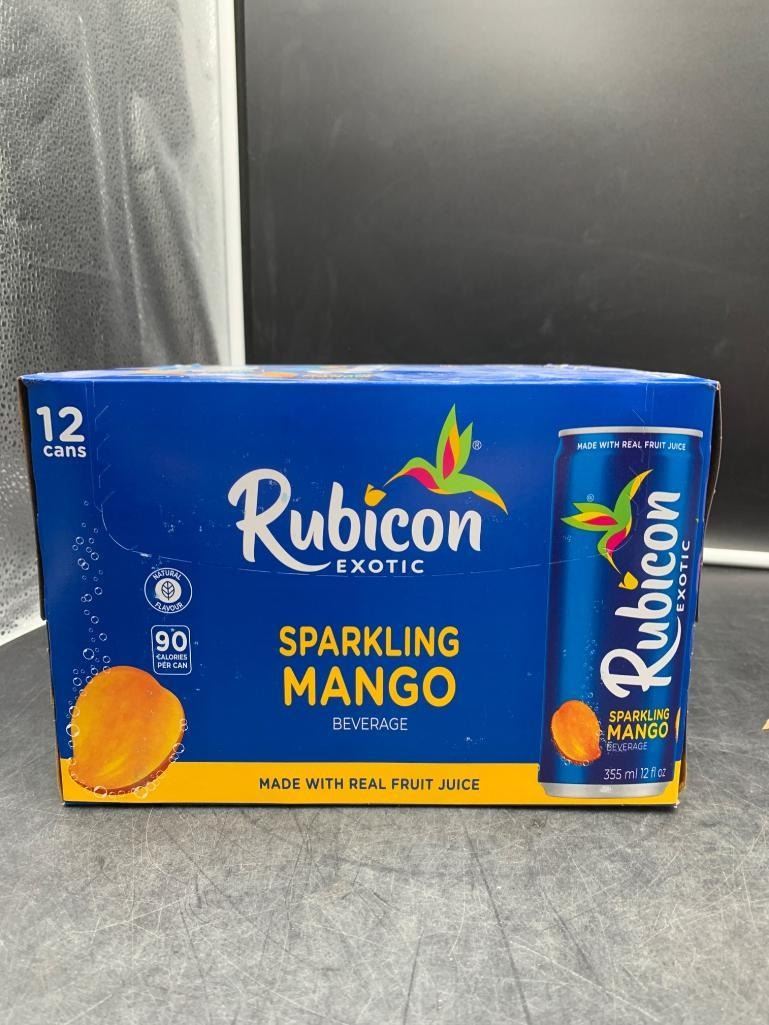 12
cans
Rubicon®
EXOTIC
NATURAL
FLAVOUR
90
CALORIES
PER CAN
SPARKLING
MANGO
BEVERAGE
MADE WITH REAL FRUIT JUICE
MADE WITH REAL FRUIT JUICE
®
Rubicon
EXOTIC
SPARKLING
MANGO
BEVERAGE
355 ml 12 fl oz